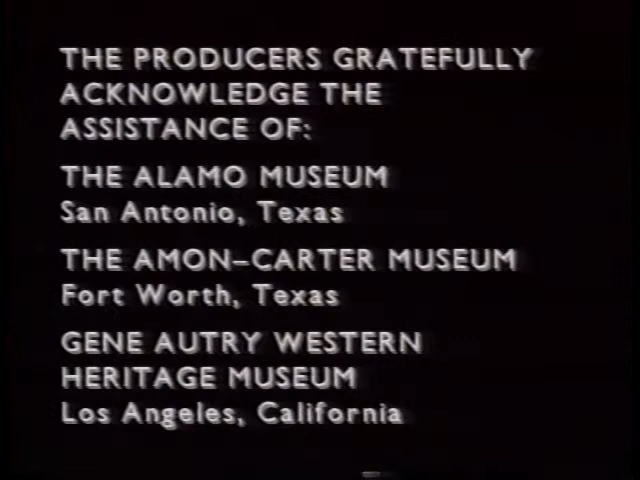 THE PRODUCERS GRATEFULLY
ACKNOWLEDGE THE
ASSISTANCE OF:
THE ALAMO MUSEUM
San Antonio, Texas
THE AMON–CARTER MUSEUM
Fort Worth, Texas
GENE AUTRY WESTERN
HERITAGE MUSEUM
Los Angeles, California